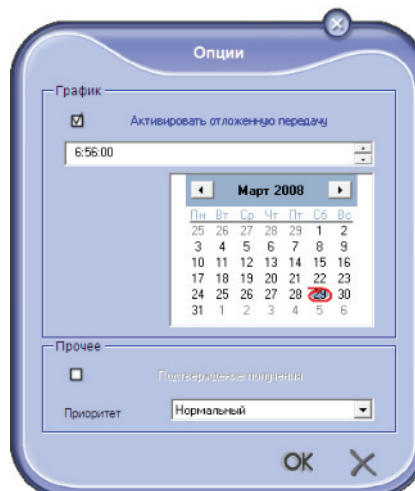 Опции
График
Активировать отложенную передачу
6:56:00
Март 2008
Пн Вт Ср Чт Пт Сб Вс
25 26 27 28 29 1 2
3 4 5 6 7 8 9
10 11 12 13 14 15 16
17 18 19 20 21 22 23
24 25 26 27 28 29 30
31 1 2 3 4 5 6
Прочее
Подтверждение получения
Приоритет Нормальный
OK